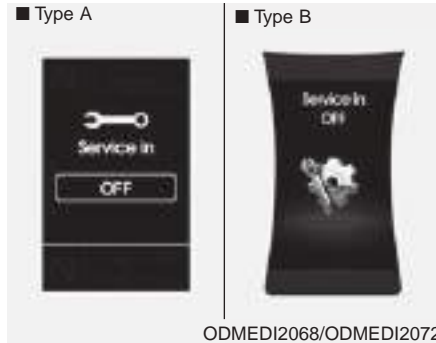 ■ Type A
■ Type B
Service in
OFF
Service in
OFF
ODMEDI2068/ODMEDI2072